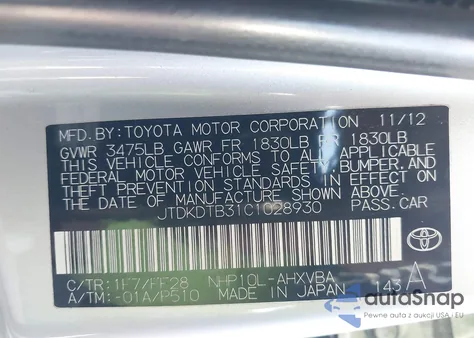 MFD.BY: TOYOTA MOTOR CORPORATION 11/12
GVWR 3475LB GAWR FR 1830LB RR 1830LB
THIS VEHICLE CONFORMS TO ALL APPLICABLE
FEDERAL MOTOR VEHICLE SAFETY, BUMPER, AND
THEFT PREVENTION STANDARDS IN EFFECT ON
THE DATE OF MANUFACTURE SHOWN ABOVE.
JTDKDTB31C1028930 PASS.CAR
C/TR: 1F7/FF28 NHP10L-AHXVBA
A/TM: -01A/P510 MADE IN JAPAN 143 A
TOYOTA
autoSnap
Pewne auta z aukcji USA i EU